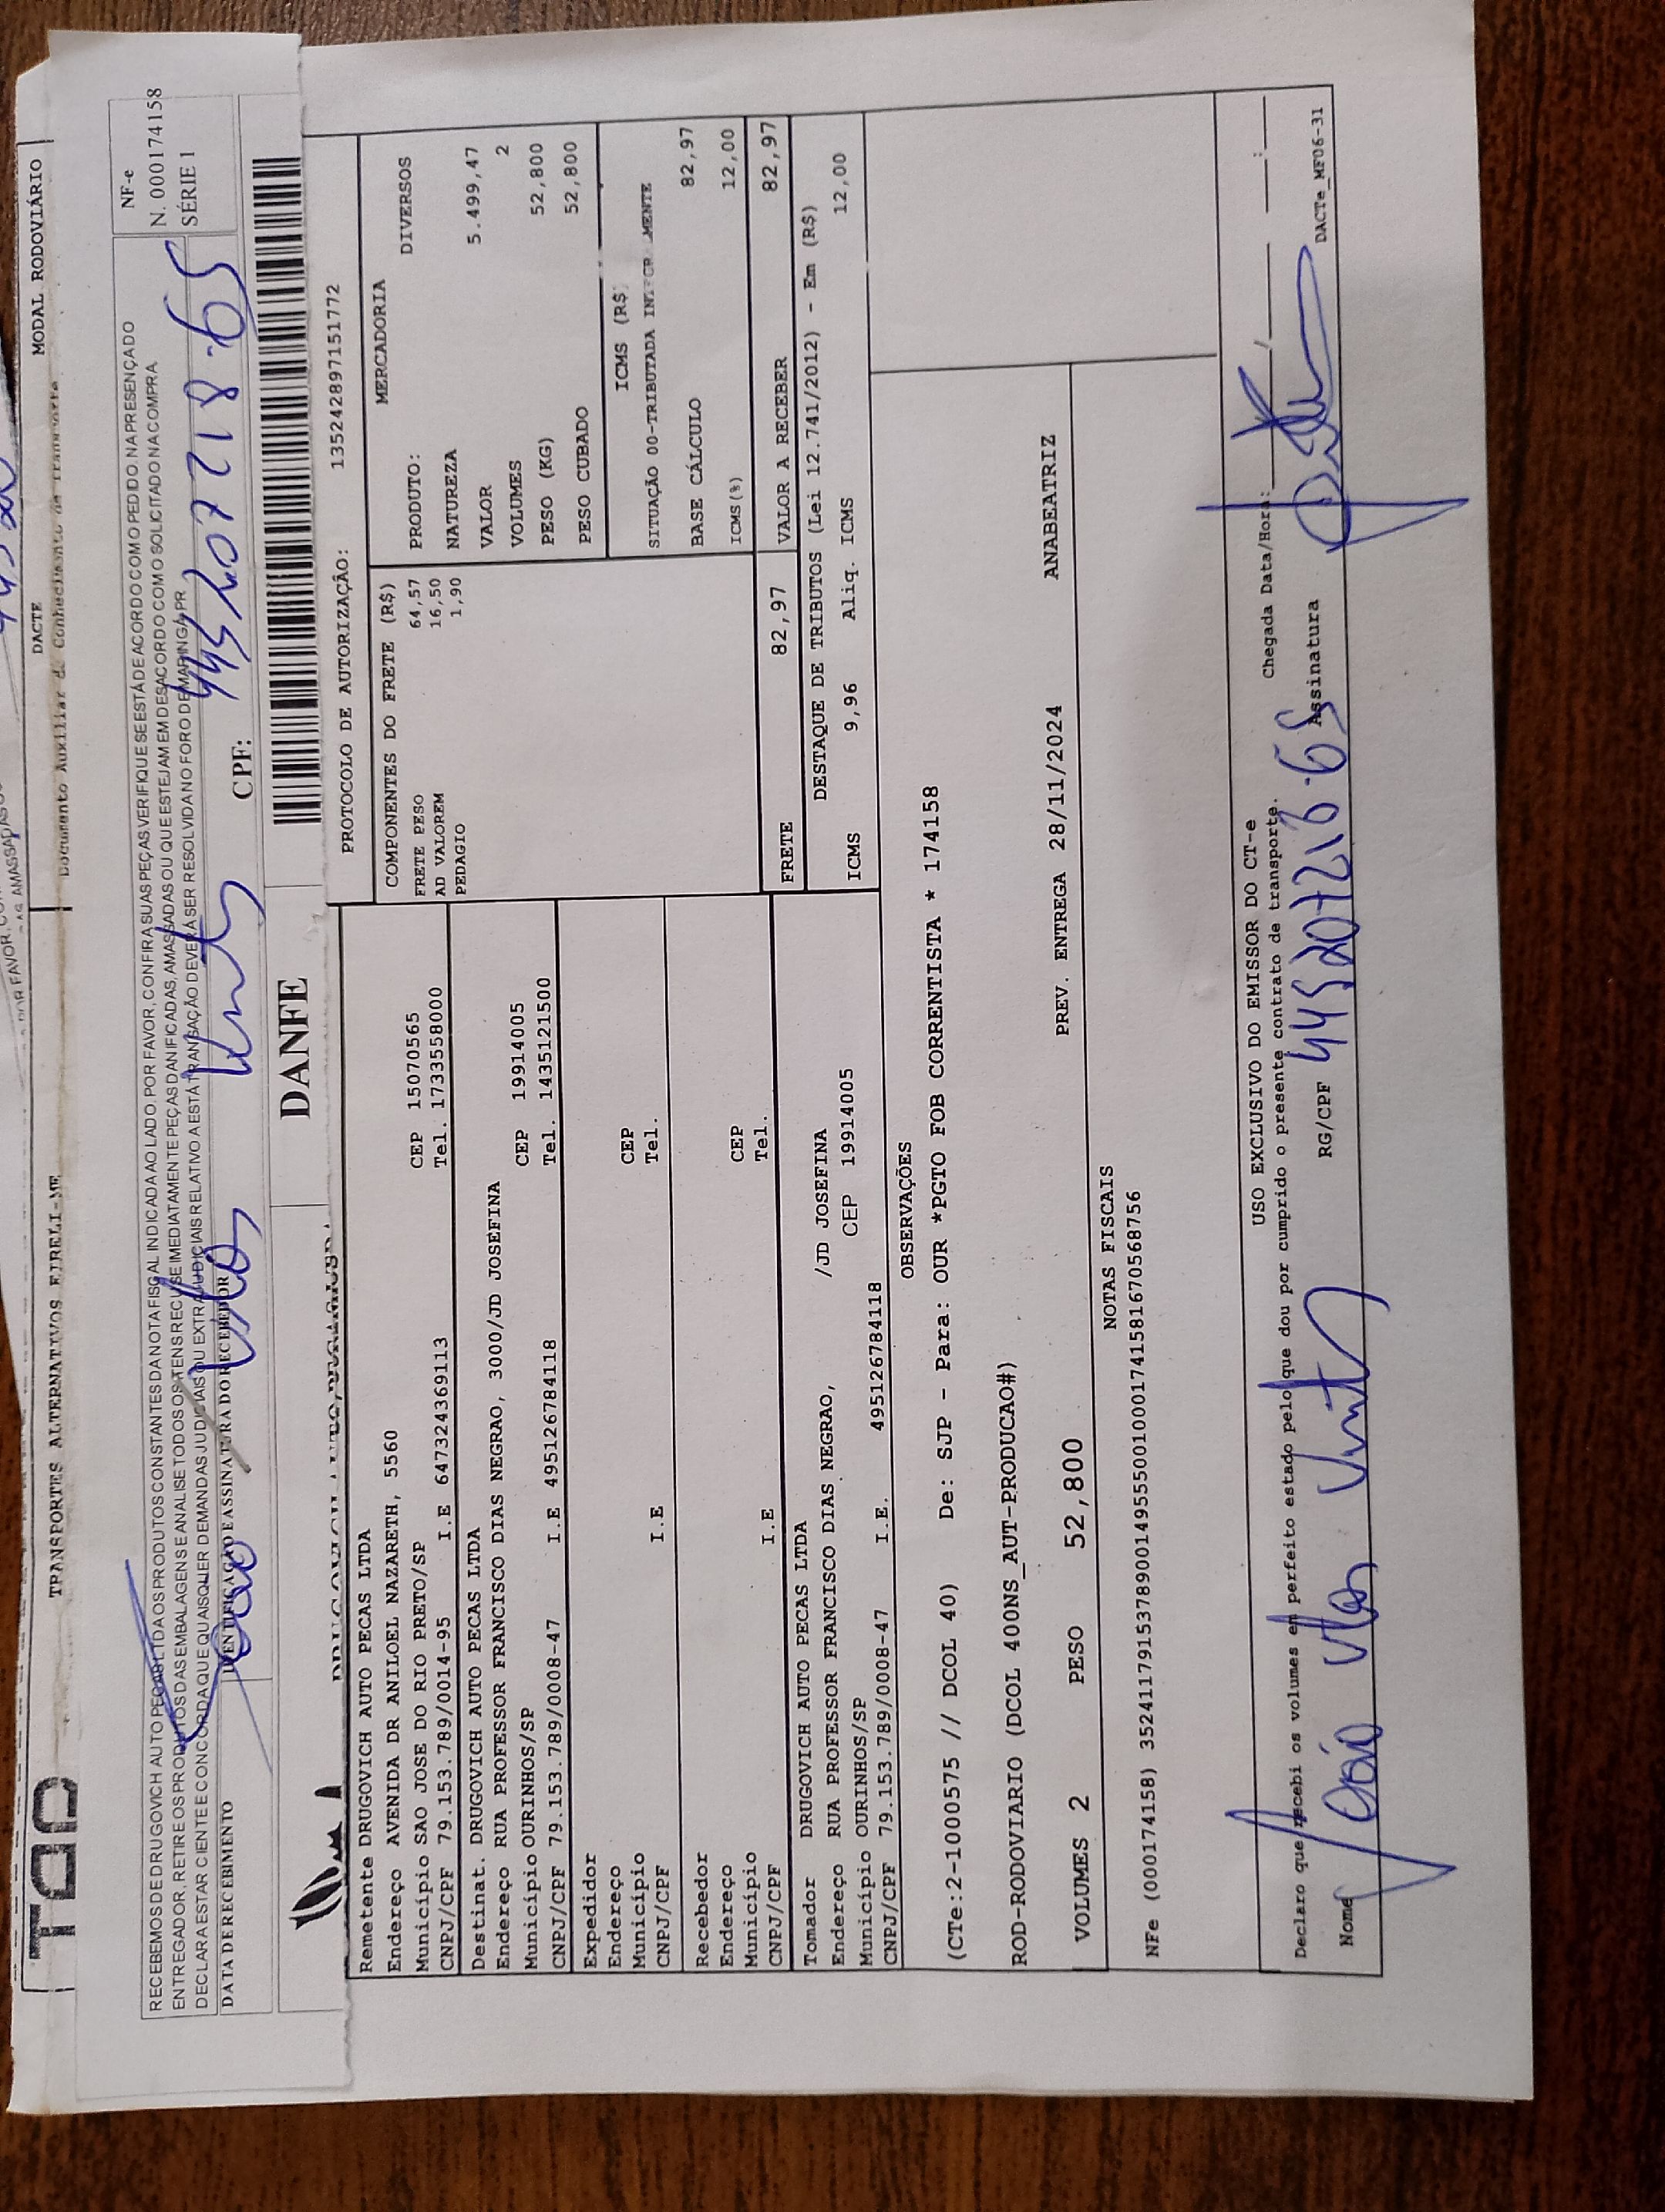 TRANSPORTES ALTERNATIVOS EIRELI-ME
DACTE
MODAL RODOVIÁRIO
Documento Auxiliar de Conhecimento de Transporte
RECEBEMOS DE DRUGOVICH AUTO PEÇAS LTDA OS PRODUTOS CONSTANTES DA NOTA FISCAL INDICADA AO LADO. POR FAVOR, CONFIRA SUAS PEÇAS VERIFIQUE SE ESTÁ DE ACORDO COM O PEDIDO. NA PRESENÇA DO
ENTREGADOR, RETIRE OS PRODUTOS DAS EMBALAGENS E ANALISE TODOS OS ITENS RECUSE IMEDIATAMENTE PEÇAS DANIFICADAS, AMASSADAS OU QUE ESTEJAM EM DESACORDO COM O SOLICITADO NA COMPRA.
DECLARA ESTAR CIENTE E CONCORDA QUE QUAISQUER DEMANDAS JUDICIAIS OU EXTRAJUDICIAIS RELATIVO A ESTÁ TRANSAÇÃO DEVERÁ SER RESOLVIDA NO FORO DE MARINGÁ/PR
NF-e
N. 000174158
SÉRIE 1
DATA DE RECEBIMENTO
IDENTIFICAÇÃO E ASSINATURA DO RECEBEDOR
CPF: 445207218-65
DANFE
PROTOCOLO DE AUTORIZAÇÃO: 135242897151772
Remetente DRUGOVICH AUTO PECAS LTDA
Endereço AVENIDA DR ANILOEL NAZARETH, 5560
Município SAO JOSE DO RIO PRETO/SP CEP 15070565
CNPJ/CPF 79.153.789/0014-95 I.E 647324369113 Tel. 1733558000
Destinat. DRUGOVICH AUTO PECAS LTDA
Endereço RUA PROFESSOR FRANCISCO DIAS NEGRAO, 3000/JD JOSEFINA
Município OURINHOS/SP CEP 19914005
CNPJ/CPF 79.153.789/0008-47 I.E 495126784118 Tel. 1435121500
Expedidor
Endereço
Município CEP
CNPJ/CPF I.E Tel.
Recebedor
Endereço
Município CEP
CNPJ/CPF I.E Tel.
Tomador DRUGOVICH AUTO PECAS LTDA
Endereço RUA PROFESSOR FRANCISCO DIAS NEGRAO, /JD JOSEFINA
Município OURINHOS/SP CEP 19914005
CNPJ/CPF 79.153.789/0008-47 I.E. 495126784118
COMPONENTES DO FRETE (R$)
FRETE PESO 64,57
AD VALOREM 16,50
PEDAGIO 1,90
MERCADORIA
PRODUTO: DIVERSOS
NATUREZA
VALOR 5.499,47
VOLUMES 2
PESO (KG) 52,800
PESO CUBADO 52,800
ICMS (R$)
SITUAÇÃO 00-TRIBUTADA
BASE CÁLCULO 82,97
ICMS(%) 12,00
FRETE 82,97
VALOR A RECEBER 82,97
DESTAQUE DE TRIBUTOS (Lei 12.741/2012) - Em (R$)
ICMS 9,96 Aliq. ICMS 12,00
OBSERVAÇÕES
(CTe:2-1000575 // DCOL 40) De: SJP - Para: OUR *PGTO FOB CORRENTISTA * 174158
ROD-RODOVIARIO (DCOL 400NS_AUT-PRODUCAO#)
VOLUMES 2 PESO 52,800 PREV. ENTREGA 28/11/2024 ANABEATRIZ
NOTAS FISCAIS
NFe (000174158) 35241179153789001495550010001741581670568756
USO EXCLUSIVO DO EMISSOR DO CT-e
Declaro que recebi os volumes em perfeito estado pelo que dou por cumprido o presente contrato de transporte.
Chegada Data/Hora: / / :
Nome João RG/CPF Assinatura
DACTe_MF06-31